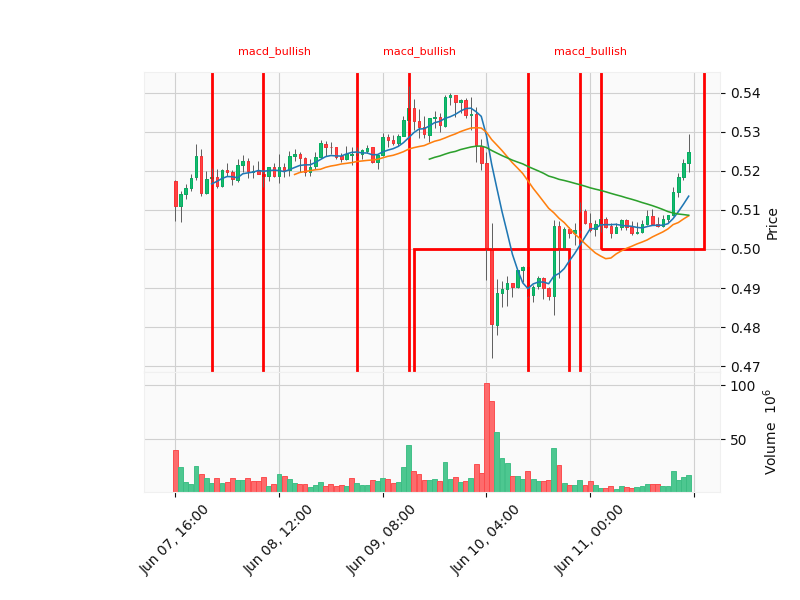 macd_bullish macd_bullish macd_bullish
0.54
0.53
0.52
0.51
0.50
0.49
0.48
0.47
Price
100
50
Volume 10^6
Jun 07, 16:00
Jun 08, 12:00
Jun 09, 08:00
Jun 10, 04:00
Jun 11, 00:00